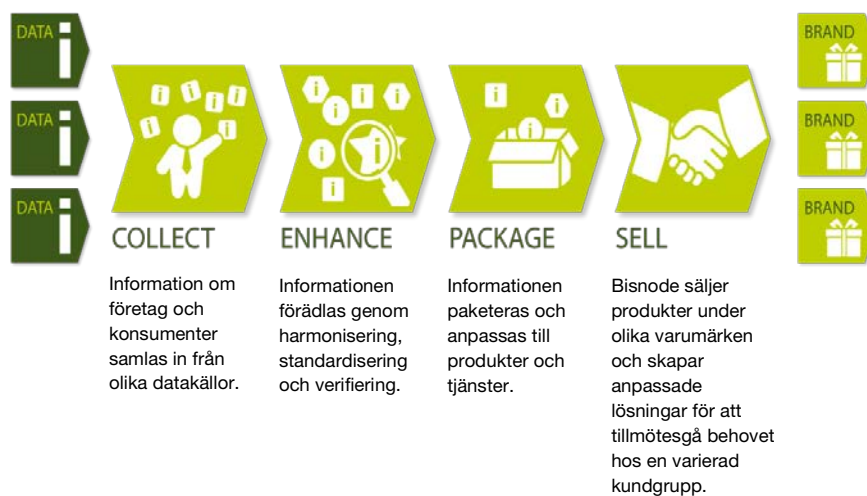 DATA
DATA
DATA
COLLECT
Information om
företag och
konsumenter
samlas in från
olika datakällor.
ENHANCE
Informationen
förädlas genom
harmonisering,
standardisering
och verifiering.
PACKAGE
Informationen
paketeras och
anpassas till
produkter och
tjänster.
SELL
Bisnode säljer
produkter under
olika varumärken
och skapar
anpassade
lösningar för att
tillmötesgå behovet
hos en varierad
kundgrupp.
BRAND
BRAND
BRAND